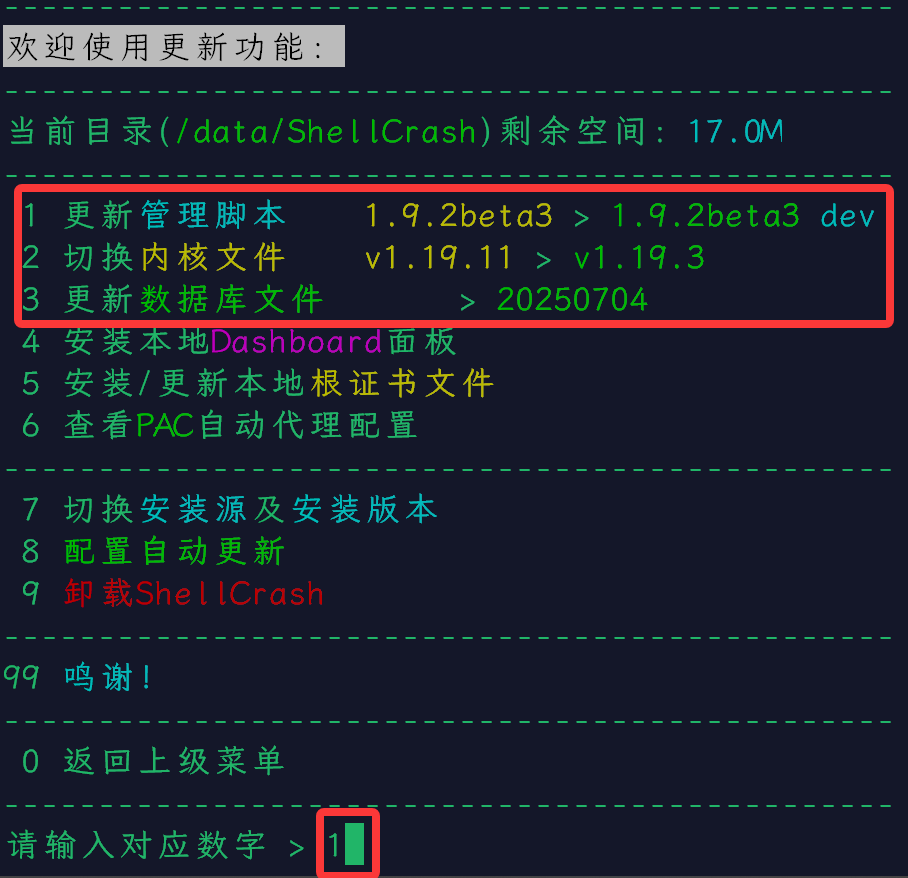 -----------------------------------------------
欢迎使用更新功能：
-----------------------------------------------
当前目录(/data/ShellCrash)剩余空间：17.0M
-----------------------------------------------
1 更新管理脚本    1.9.2beta3 > 1.9.2beta3 dev
2 切换内核文件    v1.19.11 > v1.19.3
3 更新数据库文件       > 20250704
4 安装本地Dashboard面板
5 安装/更新本地根证书文件
6 查看PAC自动代理配置
-----------------------------------------------
7 切换安装源及安装版本
8 配置自动更新
9 卸载ShellCrash
-----------------------------------------------
99 鸣谢！
-----------------------------------------------
0 返回上级菜单
-----------------------------------------------
请输入对应数字 > 1